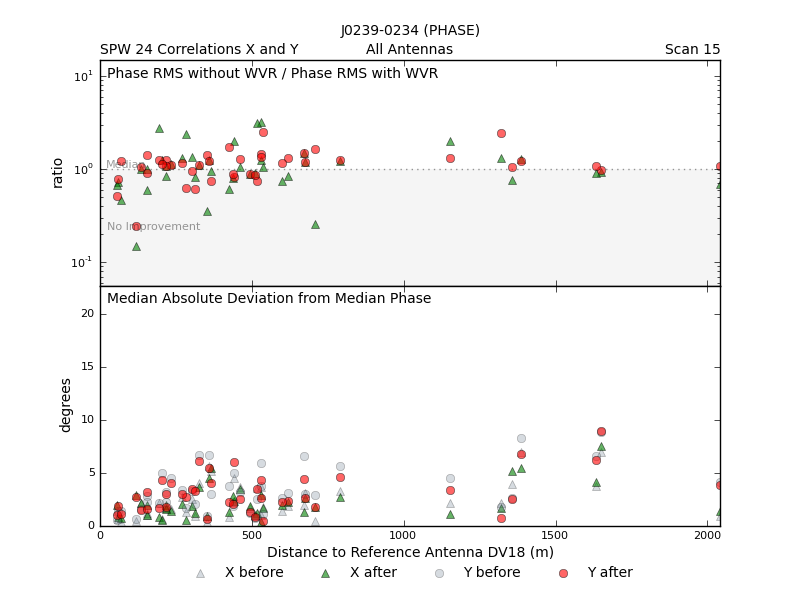 J0239-0234 (PHASE)
SPW 24 Correlations X and Y All Antennas Scan 15
Phase RMS without WVR / Phase RMS with WVR
10¹
10⁰
10⁻¹
ratio
No Improvement
Median Absolute Deviation from Median Phase
20
15
10
5
0
degrees
0 500 1000 1500 2000
Distance to Reference Antenna DV18 (m)
X before X after Y before Y after